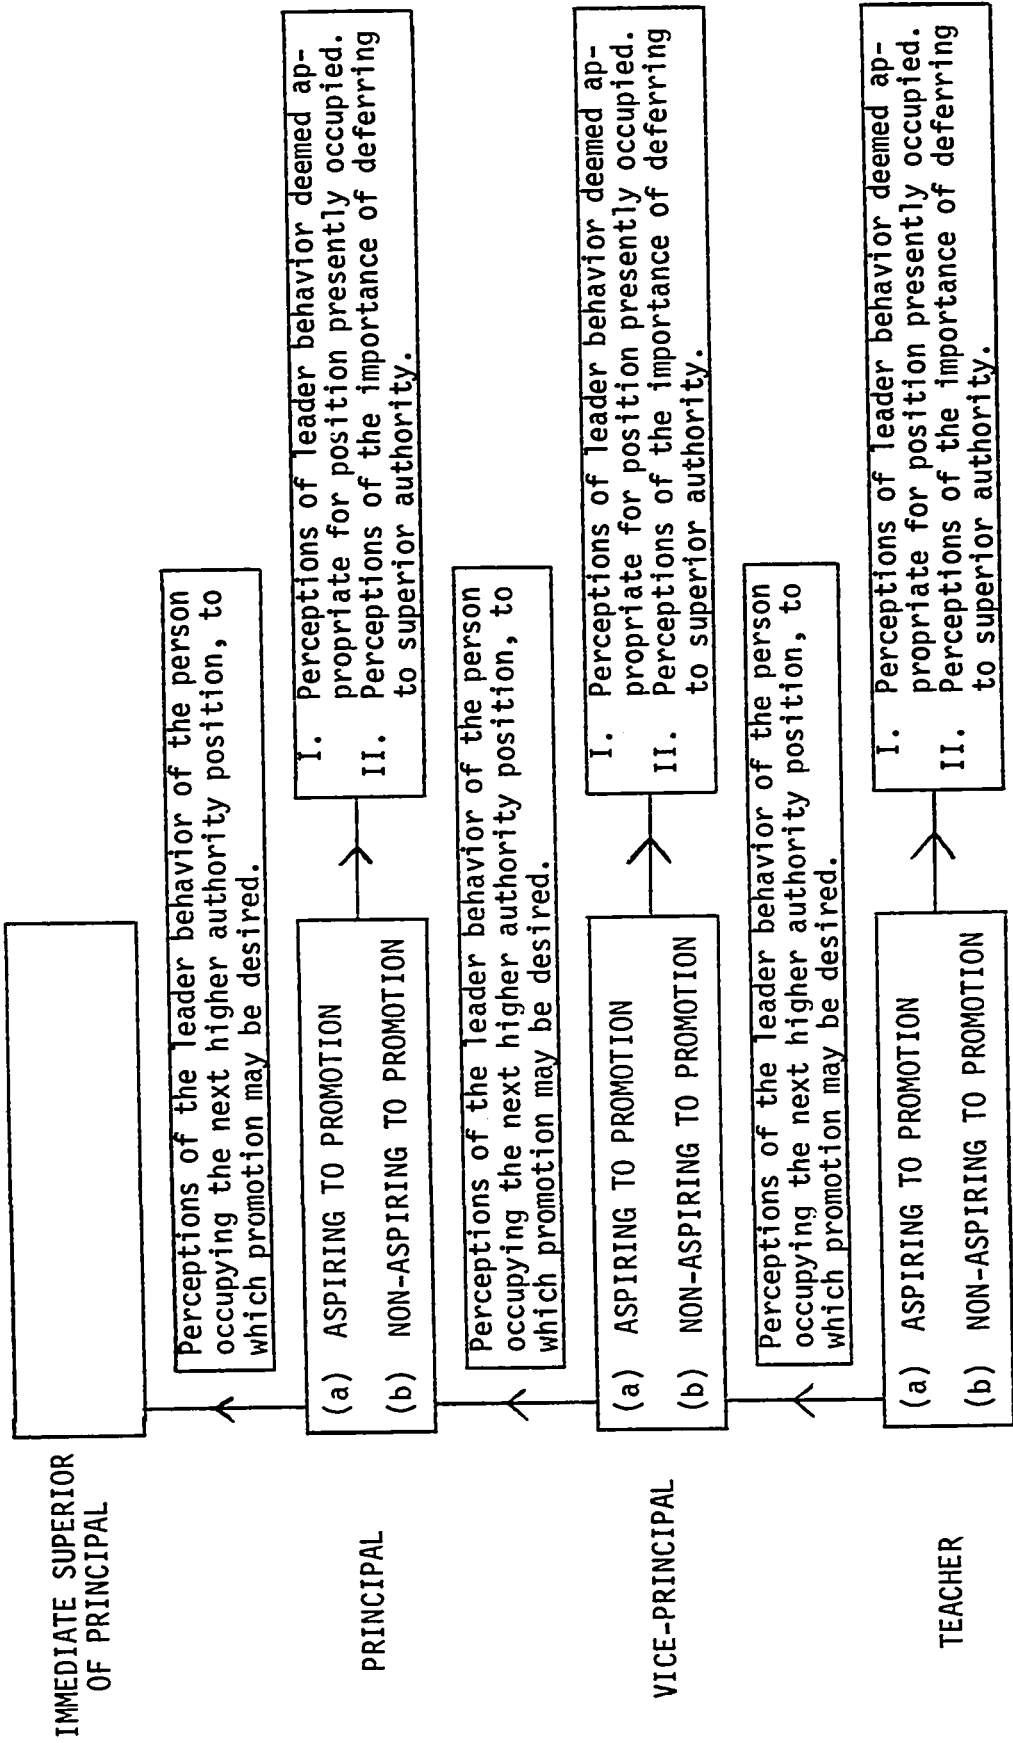 IMMEDIATE SUPERIOR
OF PRINCIPAL
Perceptions of the leader behavior of the person
occupying the next higher authority position, to
which promotion may be desired.
PRINCIPAL
(a) ASPIRING TO PROMOTION
(b) NON-ASPIRING TO PROMOTION
I. Perceptions of leader behavior deemed ap-
propriate for position presently occupied.
II. Perceptions of the importance of deferring
to superior authority.
Perceptions of the leader behavior of the person
occupying the next higher authority position, to
which promotion may be desired.
VICE-PRINCIPAL
(a) ASPIRING TO PROMOTION
(b) NON-ASPIRING TO PROMOTION
I. Perceptions of leader behavior deemed ap-
propriate for position presently occupied.
II. Perceptions of the importance of deferring
to superior authority.
Perceptions of the leader behavior of the person
occupying the next higher authority position, to
which promotion may be desired.
TEACHER
(a) ASPIRING TO PROMOTION
(b) NON-ASPIRING TO PROMOTION
I. Perceptions of leader behavior deemed ap-
propriate for position presently occupied.
II. Perceptions of the importance of deferring
to superior authority.